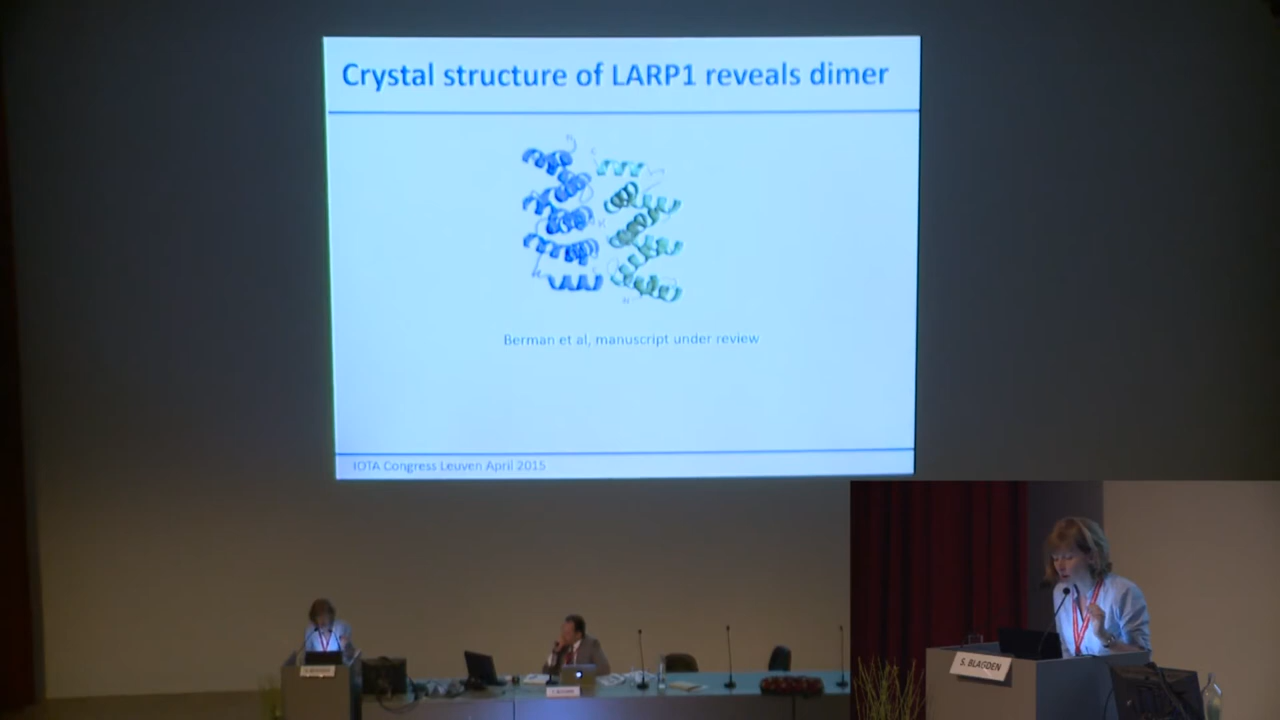 Crystal structure of LARP1 reveals dimer
Berman et al, manuscript under review
IOTA Congress Leuven April 2015
S. BLAGDEN